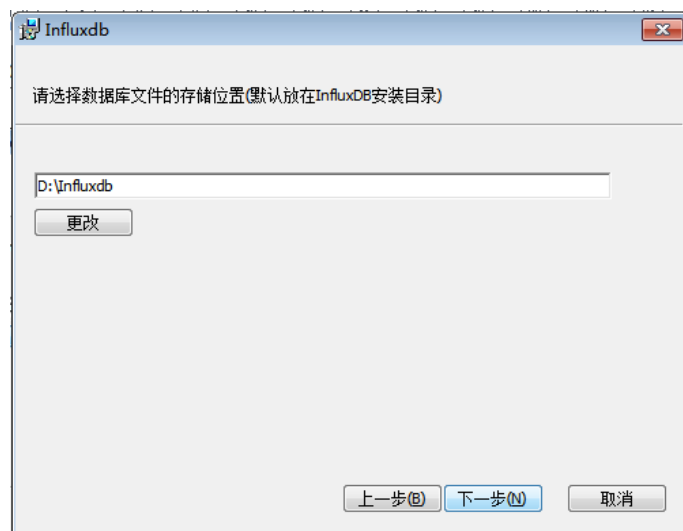 Influxdb
请选择数据库文件的存储位置(默认放在InfluxDB安装目录)
D:\Influxdb
更改
上一步(B) 下一步(N) 取消